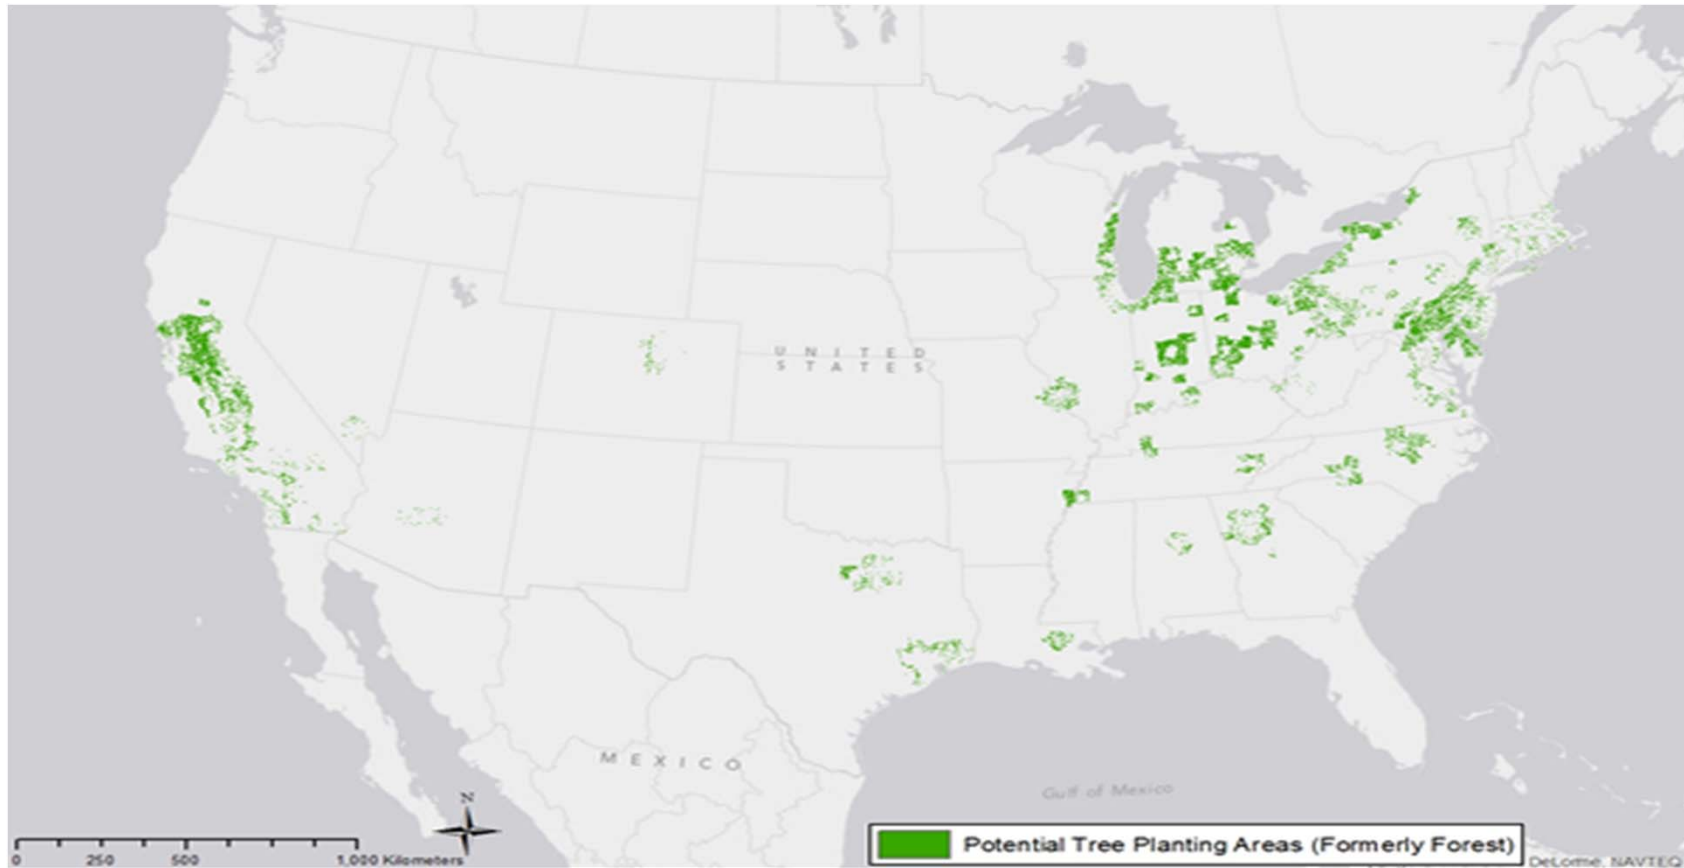 UNITED
STATES
MEXICO
Gulf of Mexico
N
0 250 500 1,000 Kilometers
Potential Tree Planting Areas (Formerly Forest)
DeLorme, NAVTEQ